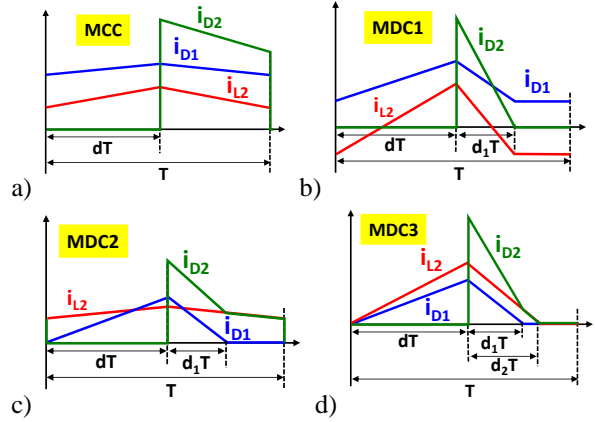 MCC
iD2
iD1
iL2
dT
T
a)
MDC1
iD2
iD1
iL2
dT
d1T
T
b)
MDC2
iD2
iL2
iD1
dT
d1T
T
c)
MDC3
iD2
iL2
iD1
dT
d1T
d2T
T
d)